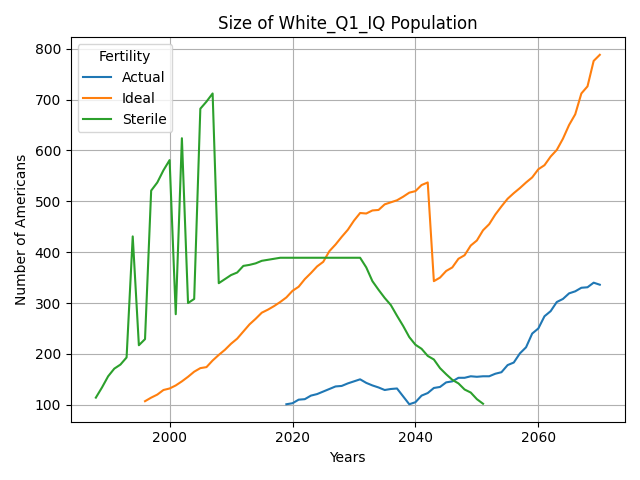 Size of White_Q1_IQ Population
Fertility
Actual
Ideal
Sterile
Number of Americans
800
700
600
500
400
300
200
100
2000
2020
2040
2060
Years